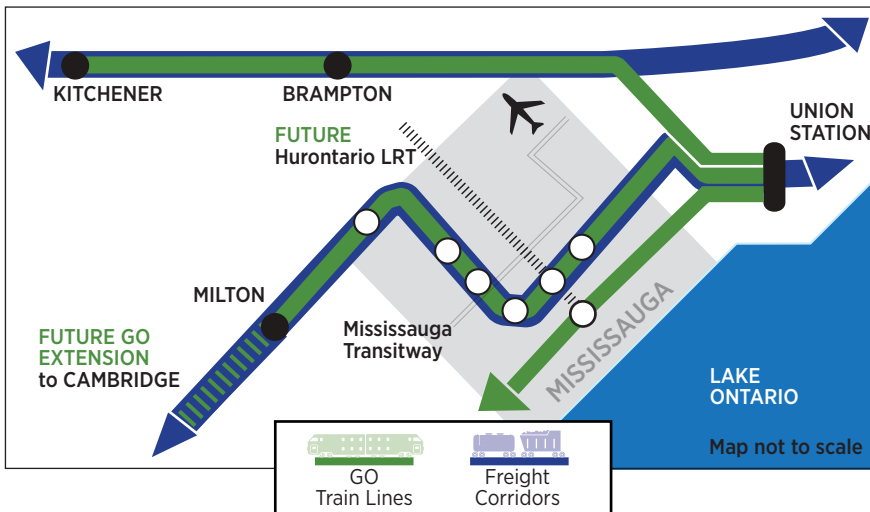 KITCHENER
BRAMPTON
UNION
STATION
FUTURE
Hurontario LRT
MILTON
FUTURE GO
EXTENSION
to CAMBRIDGE
Mississauga
Transitway
MISSISSAUGA
LAKE
ONTARIO
Map not to scale
GO
Train Lines
Freight
Corridors